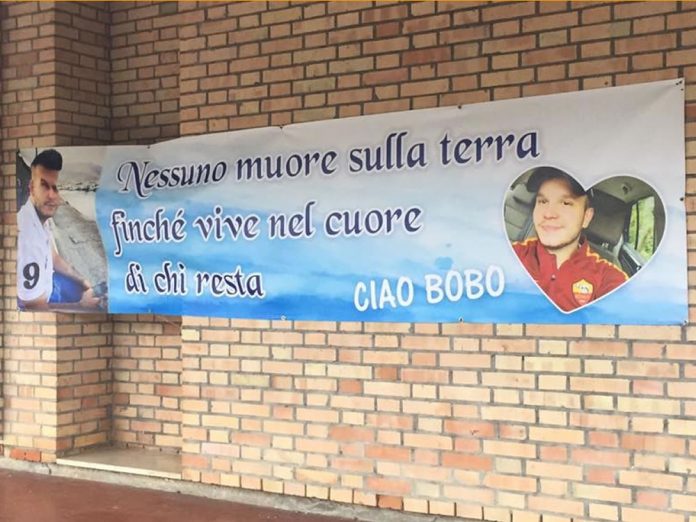 Nessuno muore sulla terra
finché vive nel cuore
di chi resta
CIAO BOBO
9